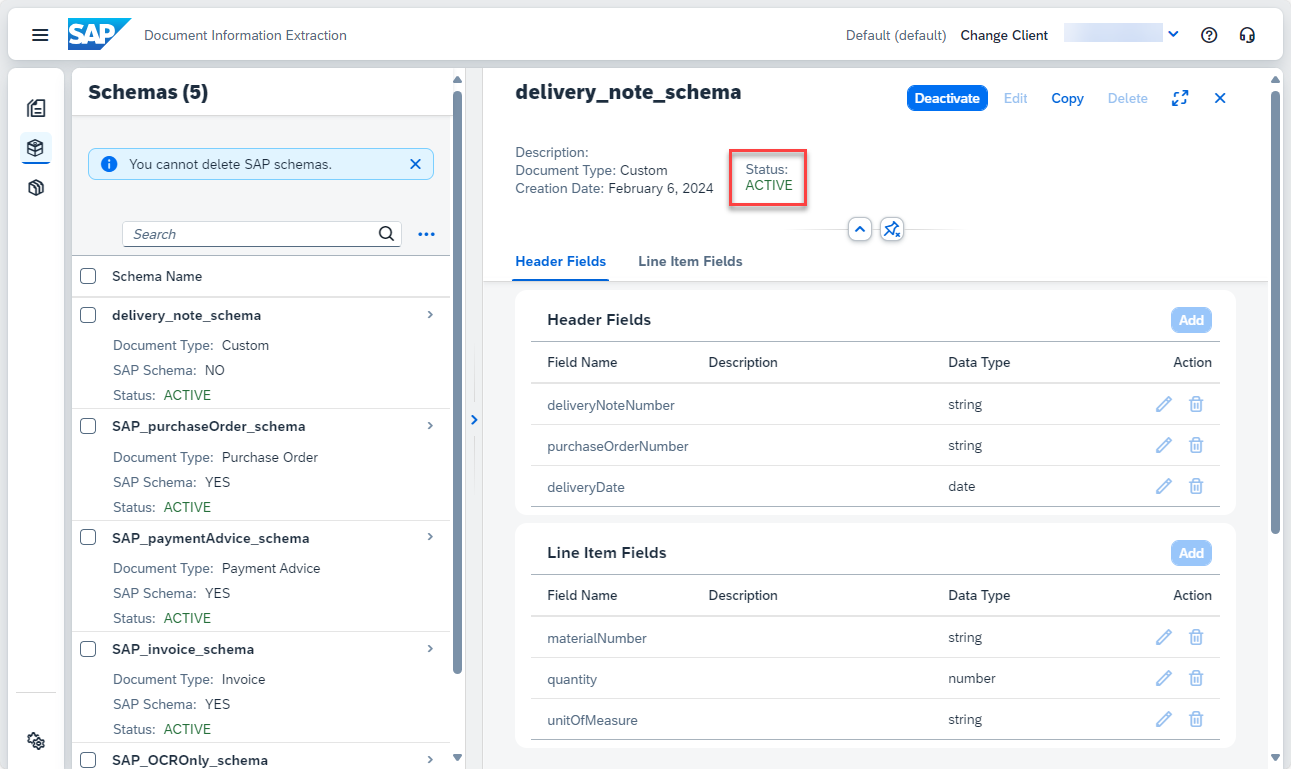 SAP Document Information Extraction Default (default) Change Client
Schemas (5)
You cannot delete SAP schemas.
Search
Schema Name
delivery_note_schema
Document Type: Custom
SAP Schema: NO
Status: ACTIVE
SAP_purchaseOrder_schema
Document Type: Purchase Order
SAP Schema: YES
Status: ACTIVE
SAP_paymentAdvice_schema
Document Type: Payment Advice
SAP Schema: YES
Status: ACTIVE
SAP_invoice_schema
Document Type: Invoice
SAP Schema: YES
Status: ACTIVE
SAP_OCROnly_schema
delivery_note_schema
Deactivate Edit Copy Delete
Description:
Document Type: Custom
Creation Date: February 6, 2024
Status:
ACTIVE
Header Fields Line Item Fields
Header Fields Add
Field Name Description Data Type Action
deliveryNoteNumber string
purchaseOrderNumber string
deliveryDate date
Line Item Fields Add
Field Name Description Data Type Action
materialNumber string
quantity number
unitOfMeasure string